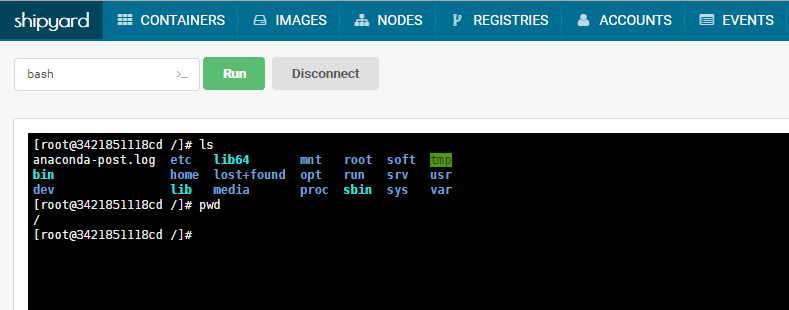 shipyard CONTAINERS IMAGES NODES REGISTRIES ACCOUNTS EVENTS
bash >_ Run Disconnect
[root@3421851118cd /]# ls
anaconda-post.log etc lib64 mnt root soft tmp
bin home lost+found opt run srv usr
dev lib media proc sbin sys var
[root@3421851118cd /]# pwd
/
[root@3421851118cd /]#